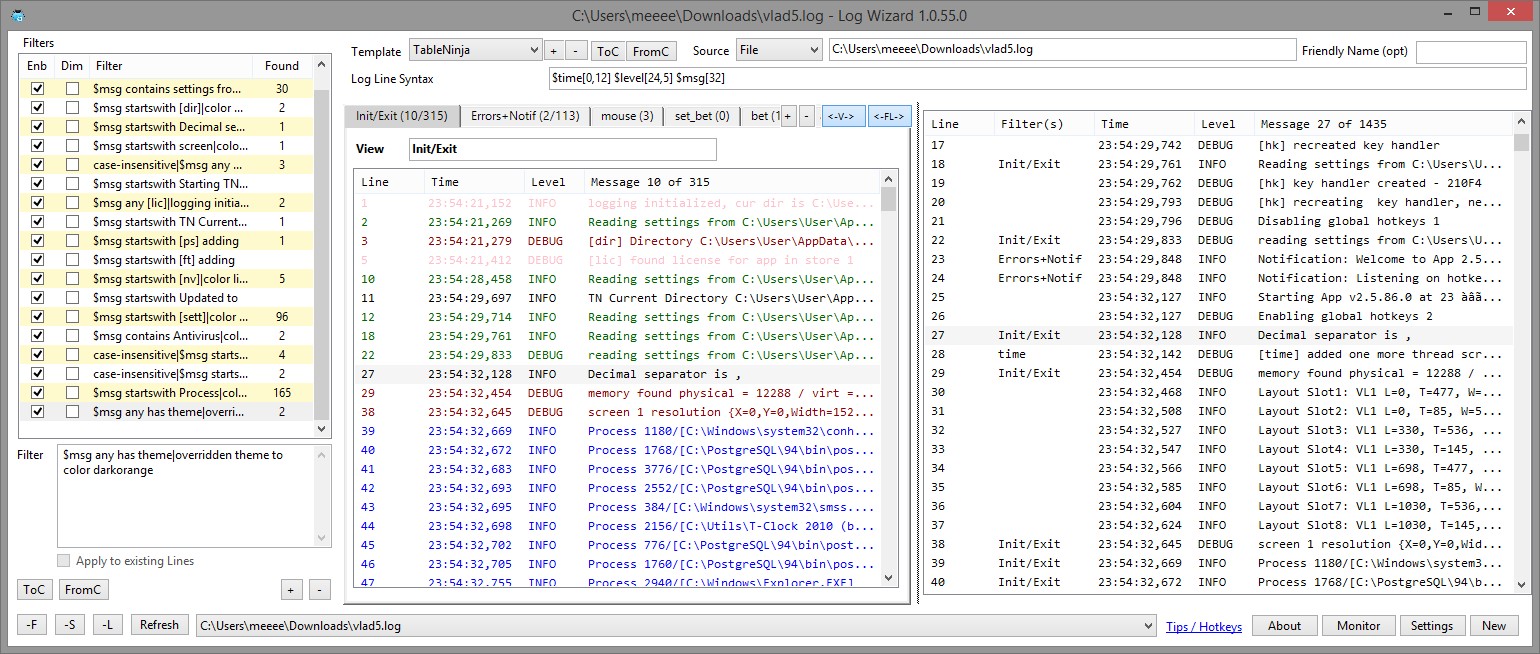 C:\Users\meeee\Downloads\vlad5.log - Log Wizard 1.0.55.0
Filters
Enb Dim Filter Found
$msg contains settings fro... 30
$msg startswith [dir]|color ... 2
$msg startswith Decimal se... 1
$msg startswith screen|colo... 1
case-insensitive|$msg any ... 3
$msg startswith Starting TN...
$msg any [lic]||logging initia... 2
$msg startswith TN Current... 1
$msg startswith [ps] adding 1
$msg startswith [ft] adding
$msg startswith [nv]|color li... 5
$msg startswith Updated to
$msg startswith [sett]|color ... 96
$msg contains Antivirus|col... 2
case-insensitive|$msg starts... 4
case-insensitive|$msg starts... 2
$msg startswith Process|col... 165
$msg any has theme|overri... 2
Filter
$msg any has theme|overridden theme to
color darkorange
Apply to existing Lines
ToC FromC + -
Template TableNinja + - ToC FromC Source File C:\Users\meeee\Downloads\vlad5.log Friendly Name (opt)
Log Line Syntax $time[0,12] $level[24,5] $msg[32]
Init/Exit (10/315) Errors+Notif (2/113) mouse (3) set_bet (0) bet (1 + - <-V-> <-FL->
View Init/Exit
Line Time Level Message 10 of 315
1 23:54:21,152 INFO logging initialized, cur dir is C:\Use...
2 23:54:21,269 INFO Reading settings from C:\Users\User\Ap...
3 23:54:21,279 DEBUG [dir] Directory C:\Users\User\AppData\...
5 23:54:21,412 DEBUG [lic] found license for app in store 1
10 23:54:28,458 INFO Reading settings from C:\Users\User\Ap...
11 23:54:29,697 INFO TN Current Directory C:\Users\User\App...
12 23:54:29,714 INFO Reading settings from C:\Users\User\Ap...
18 23:54:29,761 INFO Reading settings from C:\Users\User\Ap...
22 23:54:29,833 DEBUG reading settings from C:\Users\User\Ap...
27 23:54:32,128 INFO Decimal separator is ,
29 23:54:32,454 DEBUG memory found physical = 12288 / virt =...
38 23:54:32,645 DEBUG screen 1 resolution {X=0,Y=0,Width=152...
39 23:54:32,669 INFO Process 1180/[C:\Windows\system32\conh...
40 23:54:32,672 INFO Process 1768/[C:\PostgreSQL\94\bin\pos...
41 23:54:32,683 INFO Process 3776/[C:\PostgreSQL\94\bin\pos...
42 23:54:32,693 INFO Process 2552/[C:\PostgreSQL\94\bin\pos...
43 23:54:32,695 INFO Process 384/[C:\Windows\system32\smss....
44 23:54:32,698 INFO Process 2156/[C:\Utils\T-Clock 2010 (b...
45 23:54:32,702 INFO Process 776/[C:\PostgreSQL\94\bin\post...
46 23:54:32,705 INFO Process 1760/[C:\PostgreSQL\94\bin\pos...
47 23:54:32,755 INFO Process 2940/[C:\Windows\Explorer.EXE]
Line Filter(s) Time Level Message 27 of 1435
17 23:54:29,742 DEBUG [hk] recreated key handler
18 Init/Exit 23:54:29,761 INFO Reading settings from C:\Users\U...
19 23:54:29,762 DEBUG [hk] key handler created - 210F4
20 23:54:29,793 DEBUG [hk] recreating key handler, ne...
21 23:54:29,796 DEBUG Disabling global hotkeys 1
22 Init/Exit 23:54:29,833 DEBUG reading settings from C:\Users\U...
23 Errors+Notif 23:54:29,848 INFO Notification: Welcome to App 2.5...
24 Errors+Notif 23:54:29,848 INFO Notification: Listening on hotke...
25 23:54:32,127 INFO Starting App v2.5.86.0 at 23 àâã...
26 23:54:32,127 DEBUG Enabling global hotkeys 2
27 Init/Exit 23:54:32,128 INFO Decimal separator is ,
28 time 23:54:32,142 DEBUG [time] added one more thread scr...
29 Init/Exit 23:54:32,454 DEBUG memory found physical = 12288 / ...
30 23:54:32,468 INFO Layout Slot1: VL1 L=0, T=477, W=...
31 23:54:32,508 INFO Layout Slot2: VL1 L=0, T=85, W=5...
32 23:54:32,527 INFO Layout Slot3: VL1 L=330, T=536, ...
33 23:54:32,547 INFO Layout Slot4: VL1 L=330, T=145, ...
34 23:54:32,566 INFO Layout Slot5: VL1 L=698, T=477, ...
35 23:54:32,585 INFO Layout Slot6: VL1 L=698, T=85, W...
36 23:54:32,604 INFO Layout Slot7: VL1 L=1030, T=536,...
37 23:54:32,624 INFO Layout Slot8: VL1 L=1030, T=145,...
38 Init/Exit 23:54:32,645 DEBUG screen 1 resolution {X=0,Y=0,Wid...
39 Init/Exit 23:54:32,669 INFO Process 1180/[C:\Windows\system3...
40 Init/Exit 23:54:32,672 INFO Process 1768/[C:\PostgreSQL\94\b...
-F -S -L Refresh C:\Users\meeee\Downloads\vlad5.log Tips / Hotkeys About Monitor Settings New